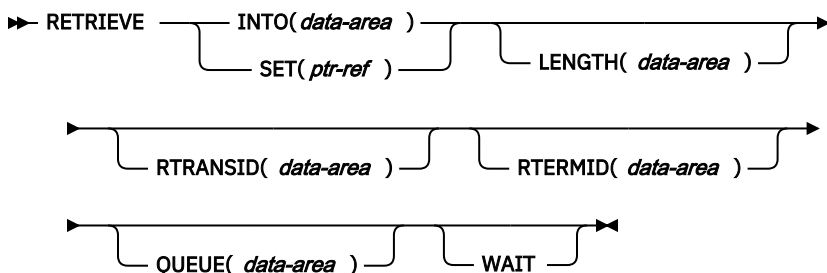 RETRIEVE INTO( data-area )
SET( ptr-ref ) LENGTH( data-area )
RTRANSID( data-area ) RTERMID( data-area )
QUEUE( data-area ) WAIT